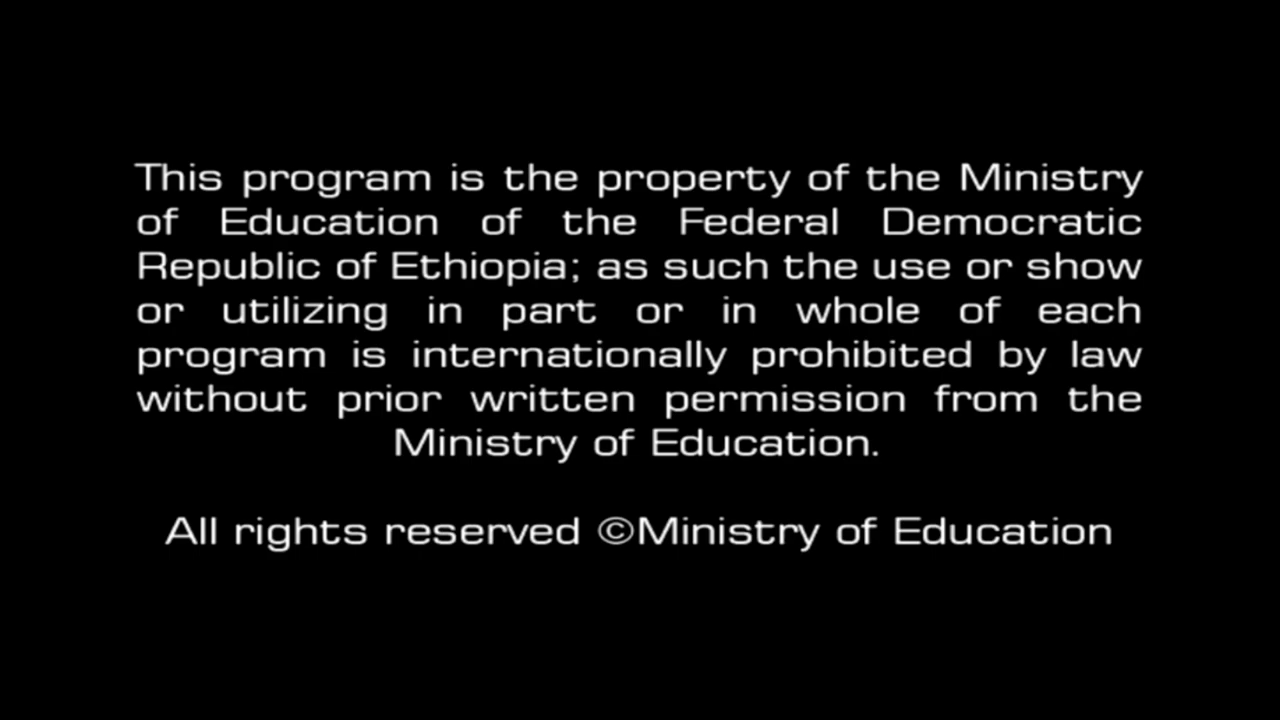 This program is the property of the Ministry
of Education of the Federal Democratic
Republic of Ethiopia; as such the use or show
or utilizing in part or in whole of each
program is internationally prohibited by law
without prior written permission from the
Ministry of Education.
All rights reserved ©Ministry of Education